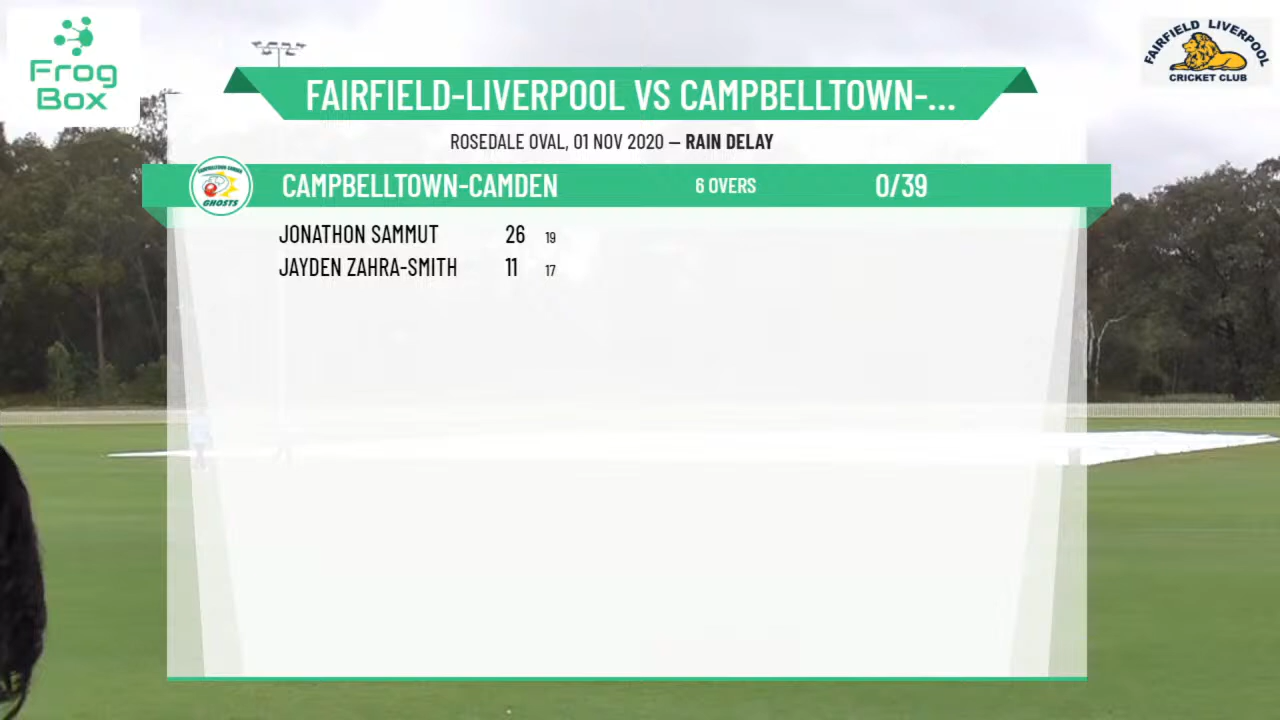 Frog
Box
FAIRFIELD LIVERPOOL
CRICKET CLUB
FAIRFIELD-LIVERPOOL VS CAMPBELLTOWN-...
ROSEDALE OVAL, 01 NOV 2020 – RAIN DELAY
GHOSTS
CAMPBELLTOWN-CAMDEN 6 OVERS 0/39
JONATHON SAMMUT 26 19
JAYDEN ZAHRA-SMITH 11 17